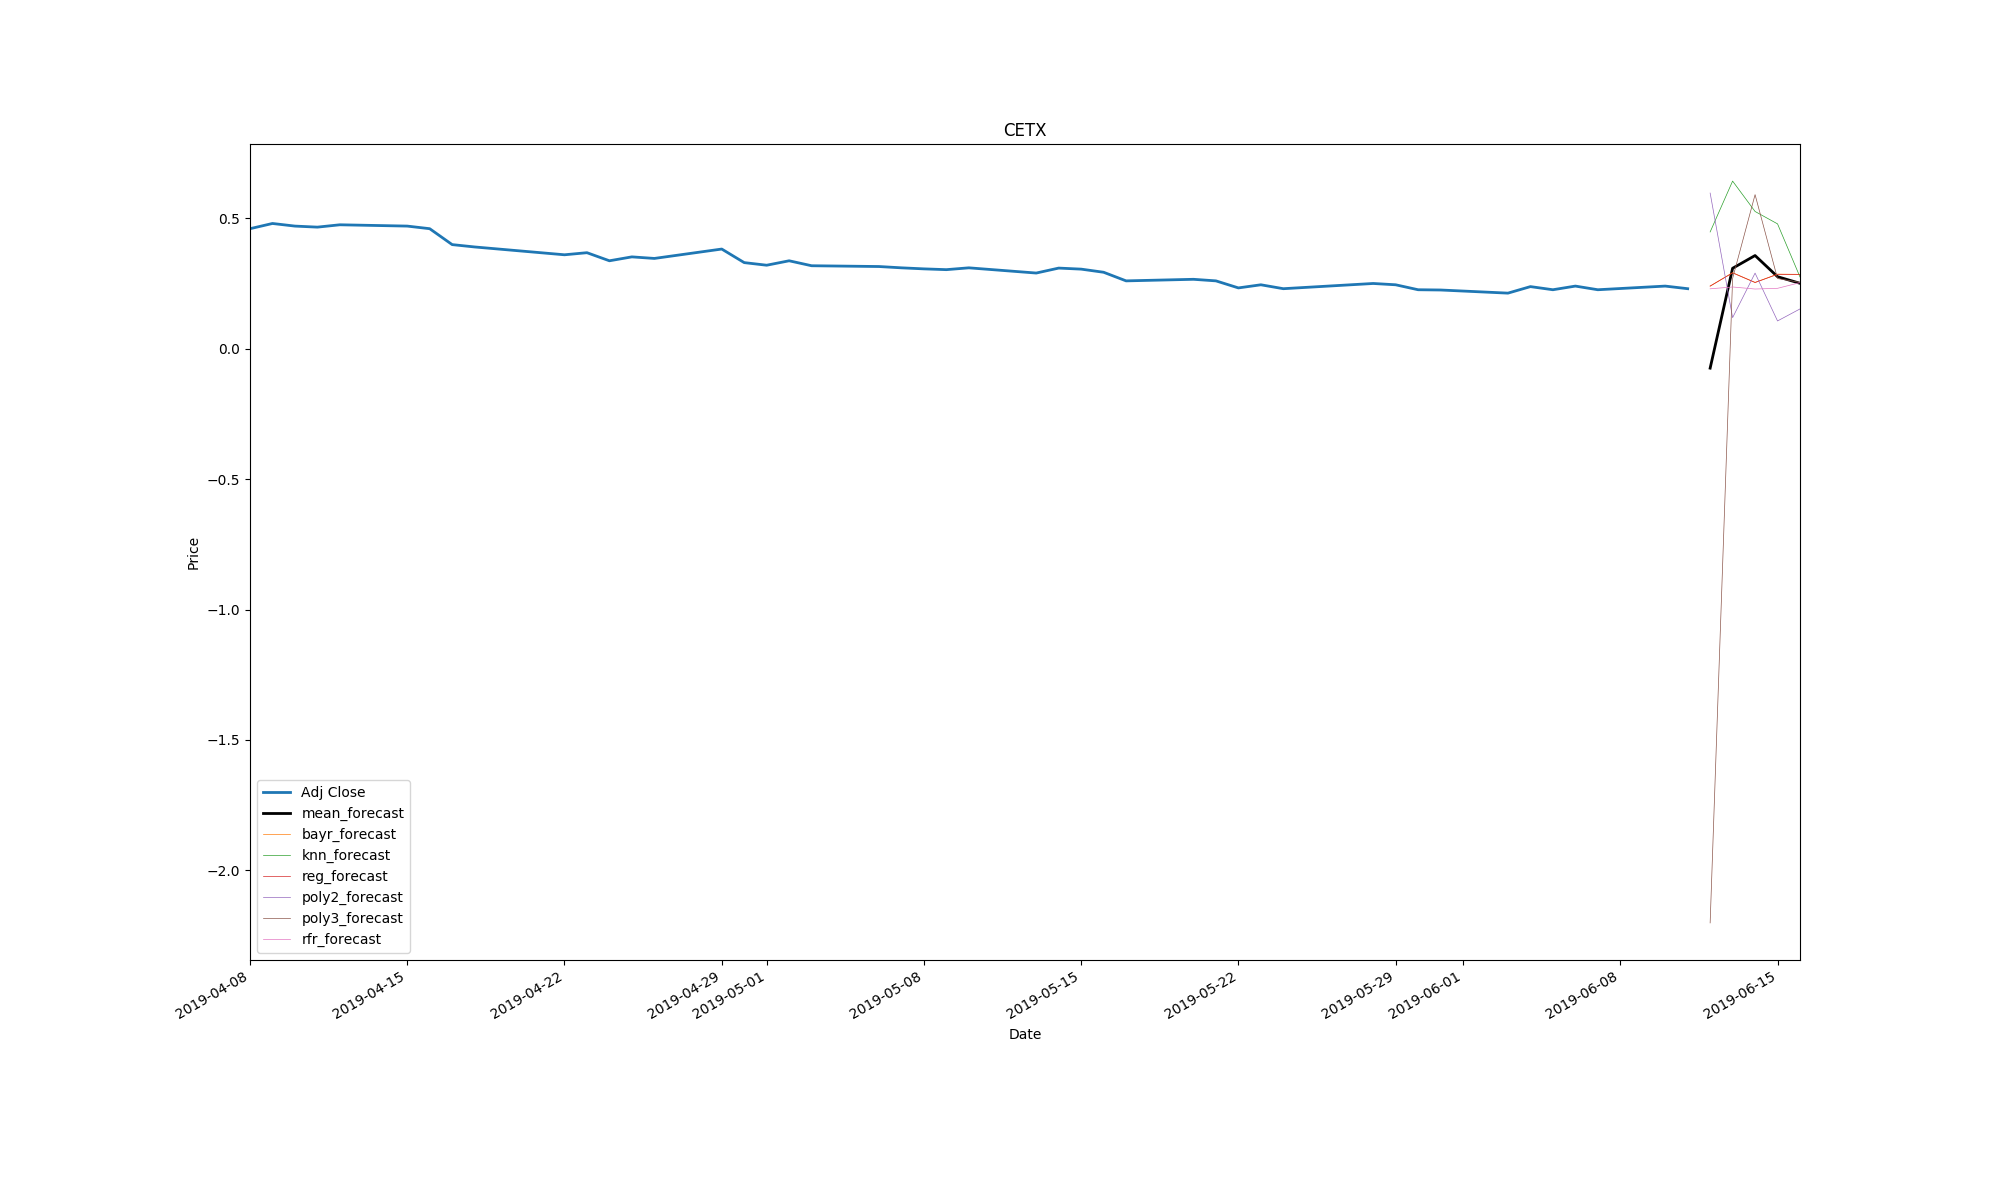 CETX
0.5
0.0
−0.5
−1.0
−1.5
−2.0
Price
Adj Close
mean_forecast
bayr_forecast
knn_forecast
reg_forecast
poly2_forecast
poly3_forecast
rfr_forecast
2019-04-08
2019-04-15
2019-04-22
2019-04-29
2019-05-01
2019-05-08
2019-05-15
2019-05-22
2019-05-29
2019-06-01
2019-06-08
2019-06-15
Date